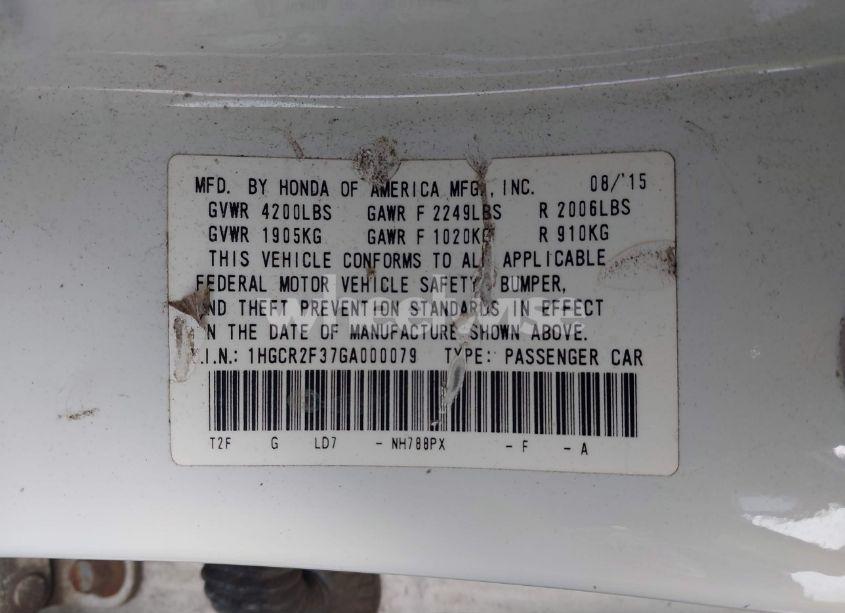 MFD. BY HONDA OF AMERICA MFG., INC. 08/'15
GVWR 4200LBS GAWR F 2249LBS R 2006LBS
GVWR 1905KG GAWR F 1020KG R 910KG
THIS VEHICLE CONFORMS TO ALL APPLICABLE
FEDERAL MOTOR VEHICLE SAFETY, BUMPER,
AND THEFT PREVENTION STANDARDS IN EFFECT
ON THE DATE OF MANUFACTURE SHOWN ABOVE.
V.I.N.: 1HGCR2F37GA000079 TYPE: PASSENGER CAR
T2F G LD7 - NH788PX - F - A